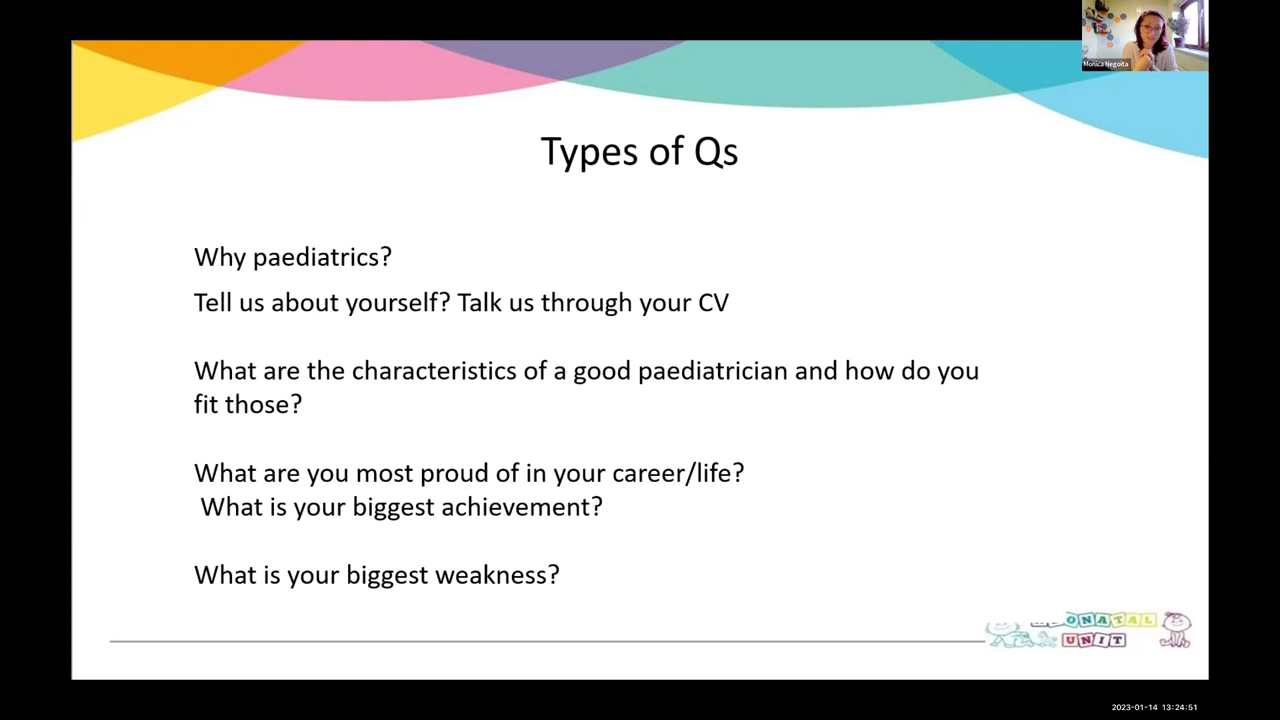 Monica Negoita
Types of Qs
Why paediatrics?
Tell us about yourself? Talk us through your CV
What are the characteristics of a good paediatrician and how do you
fit those?
What are you most proud of in your career/life?
What is your biggest achievement?
What is your biggest weakness?
UNIT
2023-01-14 13:24:51